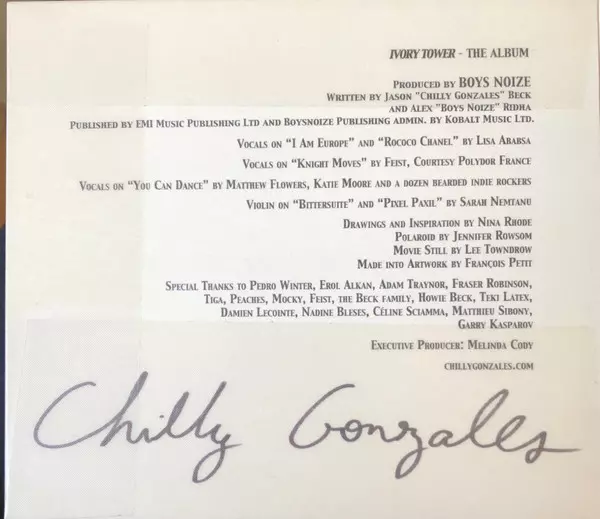 IVORY TOWER - THE ALBUM
PRODUCED BY BOYS NOIZE
WRITTEN BY JASON "CHILLY GONZALES" BECK
AND ALEX "BOYS NOIZE" RIDHA
PUBLISHED BY EMI MUSIC PUBLISHING LTD AND BOYSNOIZE PUBLISHING ADMIN. BY KOBALT MUSIC LTD.
VOCALS ON "I AM EUROPE" AND "ROCOCO CHANEL" BY LISA ABABSA
VOCALS ON "KNIGHT MOVES" BY FEIST, COURTESY POLYDOR FRANCE
VOCALS ON "YOU CAN DANCE" BY MATTHEW FLOWERS, KATIE MOORE AND A DOZEN BEARDED INDIE ROCKERS
VIOLIN ON "BITTERSUITE" AND "PIXEL PAXIL" BY SARAH NEMTANU
DRAWINGS AND INSPIRATION BY NINA RHODE
POLAROID BY JENNIFER ROWSOM
MOVIE STILL BY LEE TOWNDROW
MADE INTO ARTWORK BY FRANÇOIS PETIT
SPECIAL THANKS TO PEDRO WINTER, EROL ALKAN, ADAM TRAYNOR, FRASER ROBINSON,
TIGA, PEACHES, MOCKY, FEIST, THE BECK FAMILY, HOWIE BECK, TEKI LATEX,
DAMIEN LECOINTE, NADINE BLESES, CÉLINE SCIAMMA, MATTHIEU SIBONY,
GARRY KASPAROV
EXECUTIVE PRODUCER: MELINDA CODY
CHILLYGONZALES.COM
Chilly Gonzales